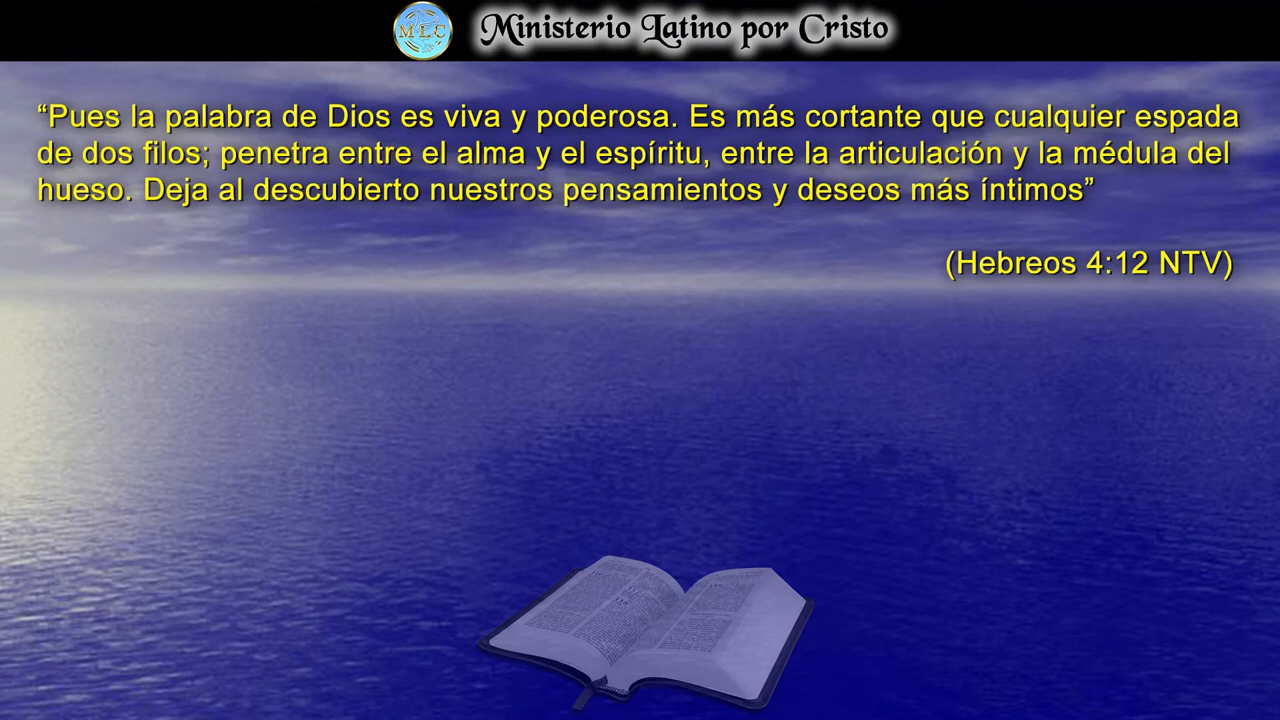 MLC Ministerio Latino por Cristo
“Pues la palabra de Dios es viva y poderosa. Es más cortante que cualquier espada
de dos filos; penetra entre el alma y el espíritu, entre la articulación y la médula del
hueso. Deja al descubierto nuestros pensamientos y deseos más íntimos”
(Hebreos 4:12 NTV)